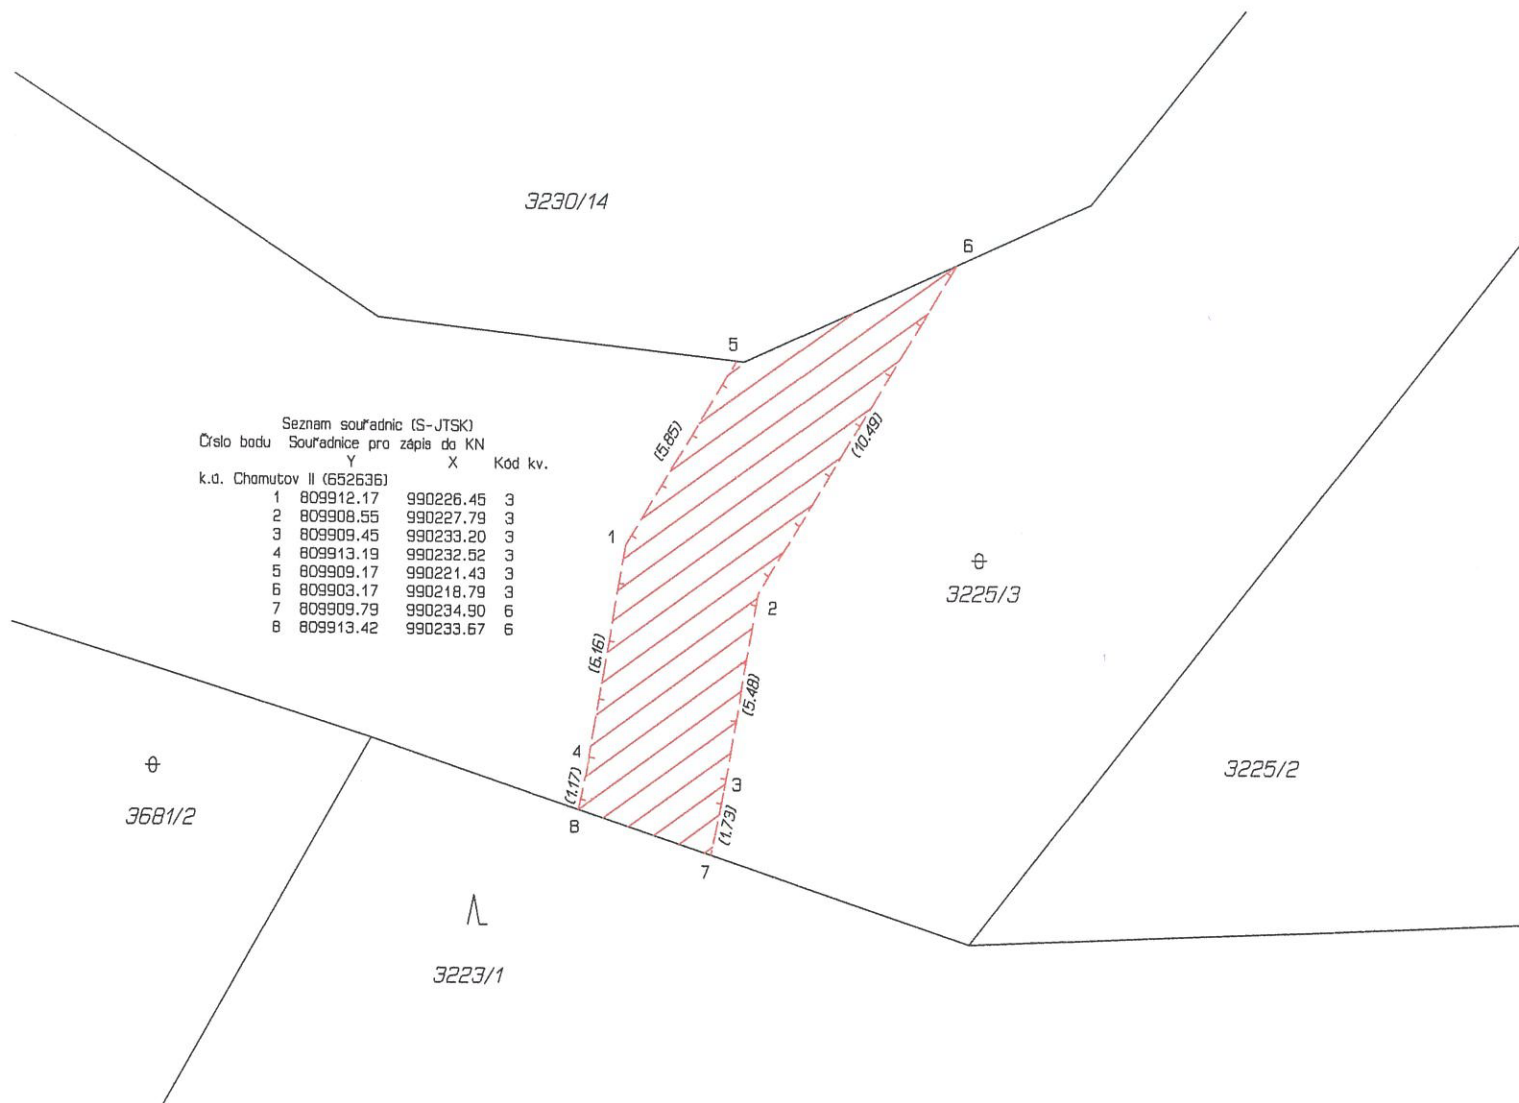 3230/14
6
5
(5.85)
(10.49)
Seznam souřadnic (S-JTSK)
Číslo bodu Souřadnice pro zápis do KN
Y X Kód kv.
k.ú. Chomutov II (652636)
1 809912.17 990226.45 3
2 809908.55 990227.79 3
3 809909.45 990233.20 3
4 809913.19 990232.52 3
5 809909.17 990221.43 3
6 809903.17 990218.79 3
7 809909.79 990234.90 6
8 809913.42 990233.67 6
1
2
3225/3
(6.16)
(5.48)
4
3
(1.17)
(1.73)
8
7
3681/2
3225/2
3223/1